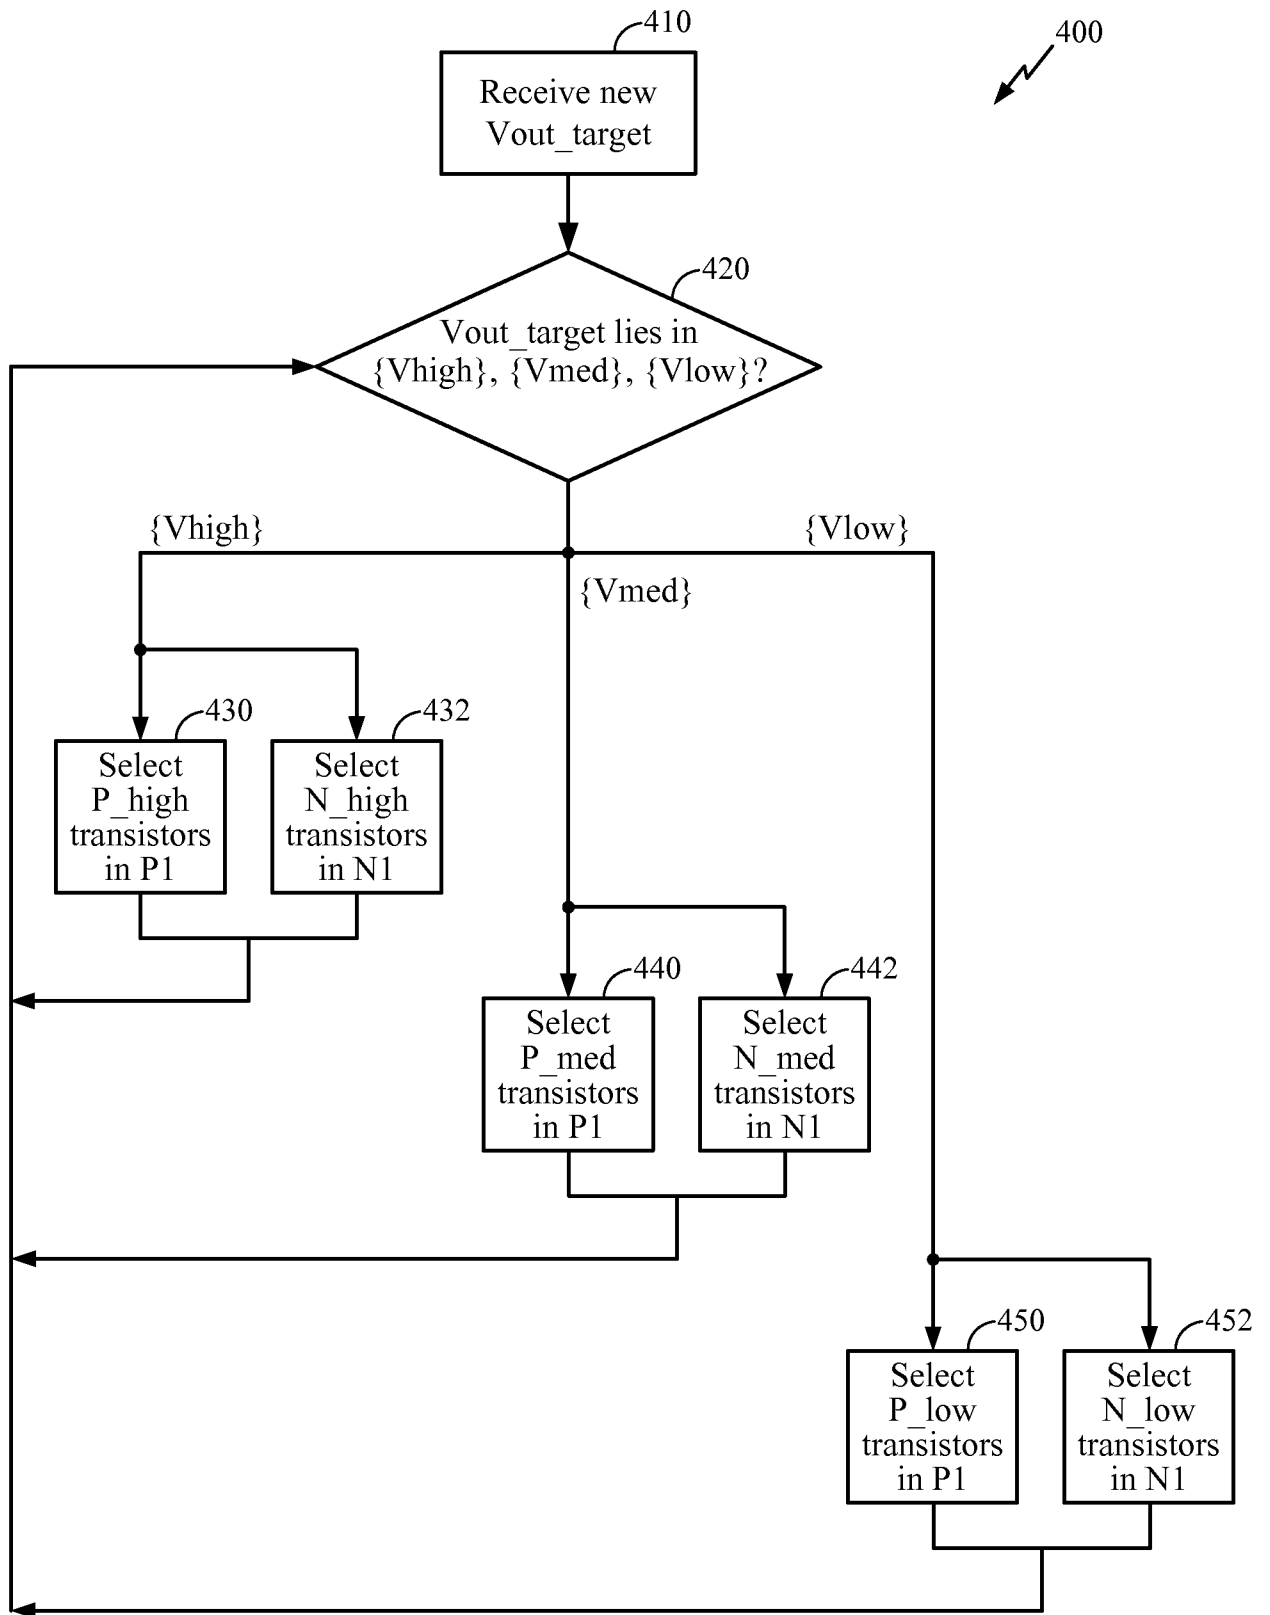 410
400
Receive new
Vout_target
420
Vout_target lies in
{Vhigh}, {Vmed}, {Vlow}?
{Vhigh}
{Vlow}
{Vmed}
430
432
Select
P_high
transistors
in P1
Select
N_high
transistors
in N1
440
442
Select
P_med
transistors
in P1
Select
N_med
transistors
in N1
450
452
Select
P_low
transistors
in P1
Select
N_low
transistors
in N1